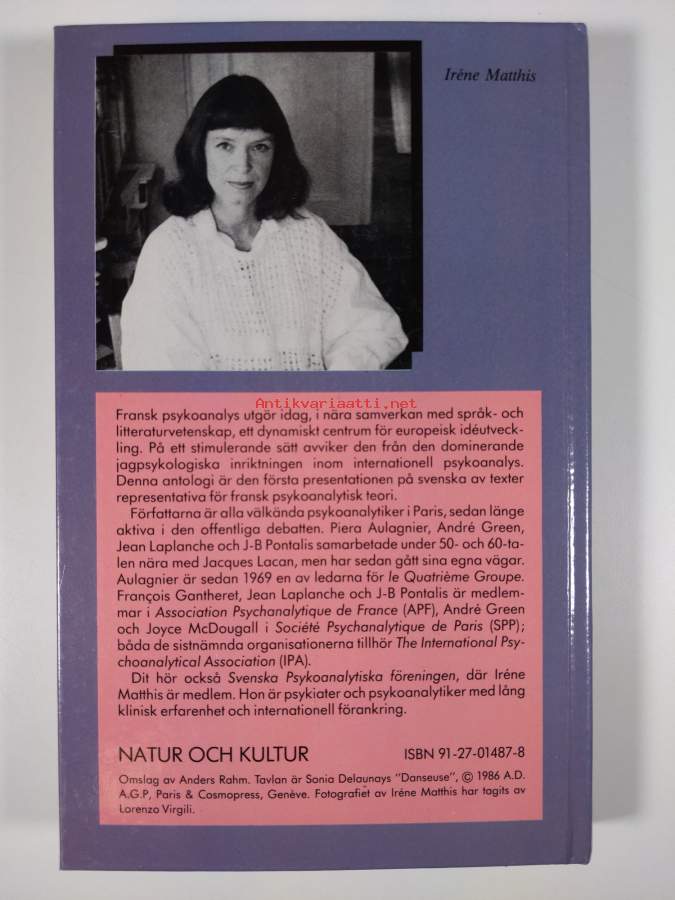 Iréne Matthis
Antikvariaatti.net
Fransk psykoanalys utgör idag, i nära samverkan med språk- och
litteraturvetenskap, ett dynamiskt centrum för europeisk idéutveck-
ling. På ett stimulerande sätt avviker den från den dominerande
jagpsykologiska inriktningen inom internationell psykoanalys.
Denna antologi är den första presentationen på svenska av texter
representativa för fransk psykoanalytisk teori.
Författarna är alla välkända psykoanalytiker i Paris, sedan länge
aktiva i den offentliga debatten. Piera Aulagnier, André Green,
Jean Laplanche och J-B Pontalis samarbetade under 50- och 60-ta-
len nära med Jacques Lacan, men har sedan gått sina egna vägar.
Aulagnier är sedan 1969 en av ledarna för le Quatrième Groupe.
François Gantheret, Jean Laplanche och J-B Pontalis är medlem-
mar i Association Psychanalytique de France (APF), André Green
och Joyce McDougall i Société Psychanalytique de Paris (SPP);
båda de sistnämnda organisationerna tillhör The International Psy-
choanalytical Association (IPA).
Dit hör också Svenska Psykoanalytiska föreningen, där Iréne
Matthis är medlem. Hon är psykiater och psykoanalytiker med lång
klinisk erfarenhet och internationell förankring.
NATUR OCH KULTUR ISBN 91-27-01487-8
Omslag av Anders Rahm. Tavlan är Sonia Delaunays "Danseuse", © 1986 A.D.
A.G.P, Paris & Cosmopress, Genève. Fotografiet av Iréne Matthis har tagits av
Lorenzo Virgili.